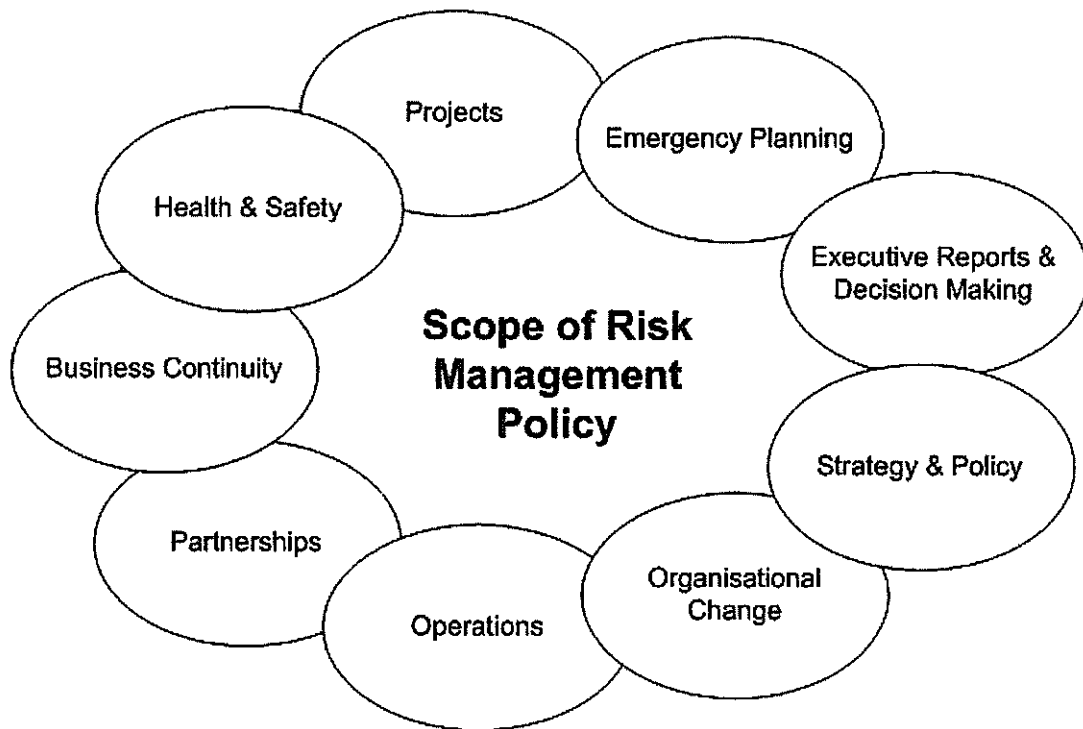 Projects
Emergency Planning
Health & Safety
Executive Reports &
Decision Making
Scope of Risk
Management
Policy
Business Continuity
Strategy & Policy
Partnerships
Organisational
Change
Operations